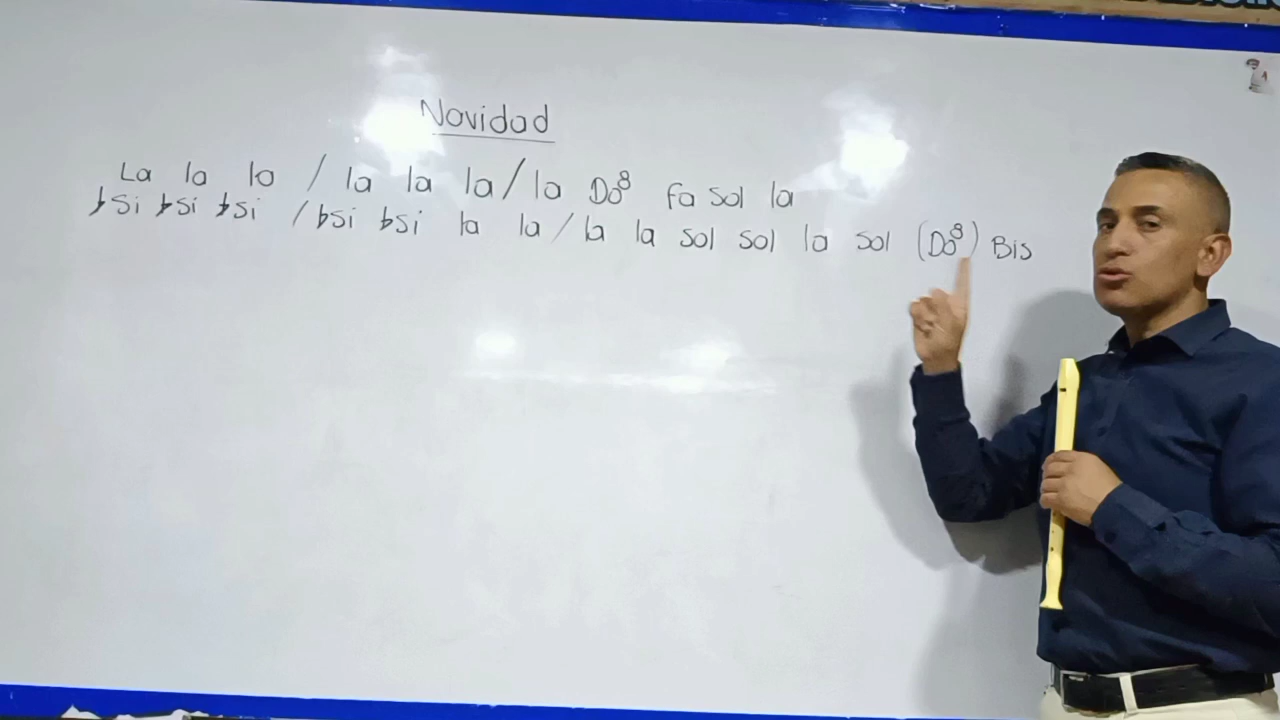 Navidad
La la la / la la la / la Do⁸ fa sol la
♭Si ♭Si ♭Si / ♭Si ♭Si la la / la la sol sol la sol (Do⁸) Bis